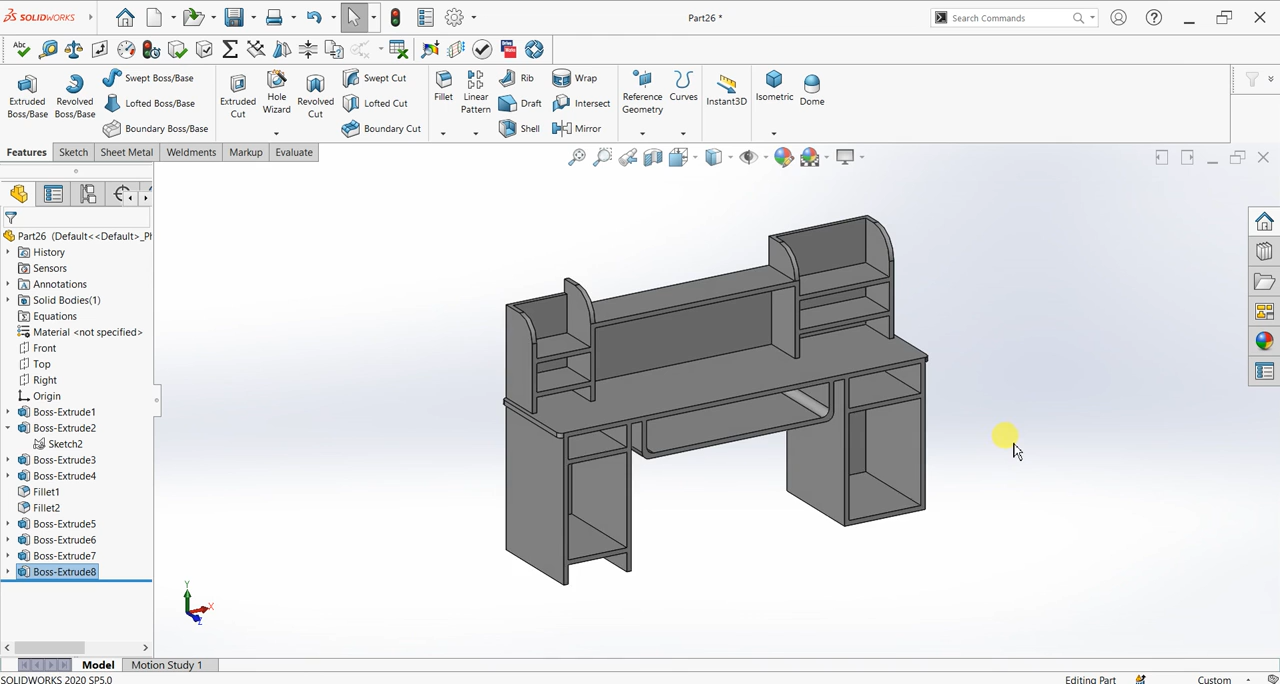 SOLIDWORKS
Part26 *
Search Commands
Extruded Boss/Base
Revolved Boss/Base
Swept Boss/Base
Lofted Boss/Base
Boundary Boss/Base
Extruded Cut
Hole Wizard
Revolved Cut
Swept Cut
Lofted Cut
Boundary Cut
Fillet
Linear Pattern
Rib
Draft
Shell
Wrap
Intersect
Mirror
Reference Geometry
Curves
Instant3D
Isometric
Dome
Features
Sketch
Sheet Metal
Weldments
Markup
Evaluate
Part26 (Default<<Default>_Ph
History
Sensors
Annotations
Solid Bodies(1)
Equations
Material <not specified>
Front
Top
Right
Origin
Boss-Extrude1
Boss-Extrude2
Sketch2
Boss-Extrude3
Boss-Extrude4
Fillet1
Fillet2
Boss-Extrude5
Boss-Extrude6
Boss-Extrude7
Boss-Extrude8
Y
X
Z
Model
Motion Study 1
SOLIDWORKS 2020 SP5.0
Editing Part
Custom